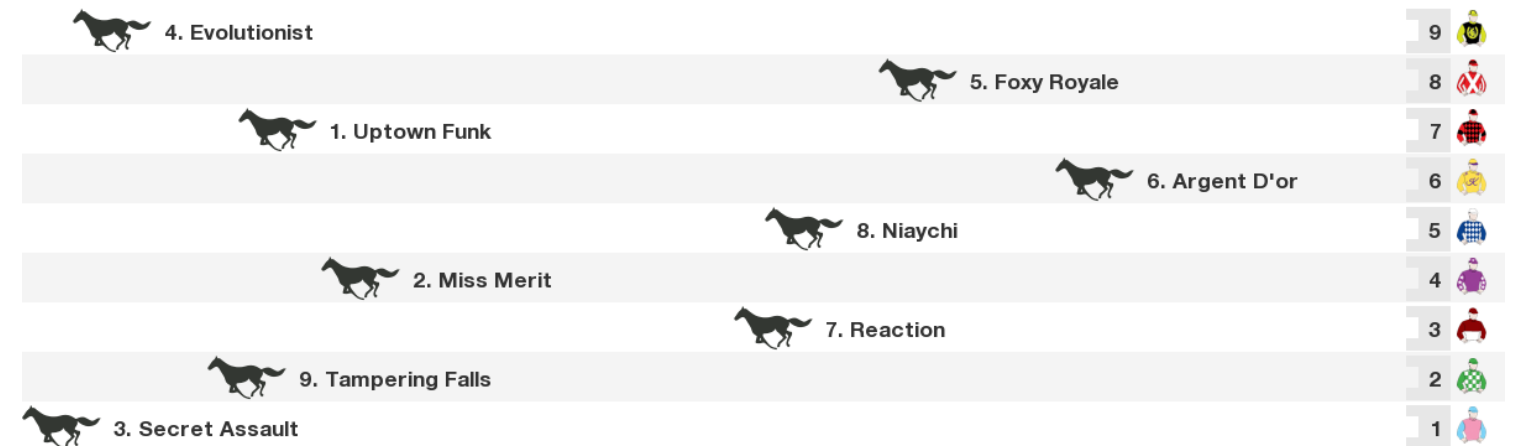 4. Evolutionist 9
5. Foxy Royale 8
1. Uptown Funk 7
6. Argent D'or 6
8. Niaychi 5
2. Miss Merit 4
7. Reaction 3
9. Tampering Falls 2
3. Secret Assault 1